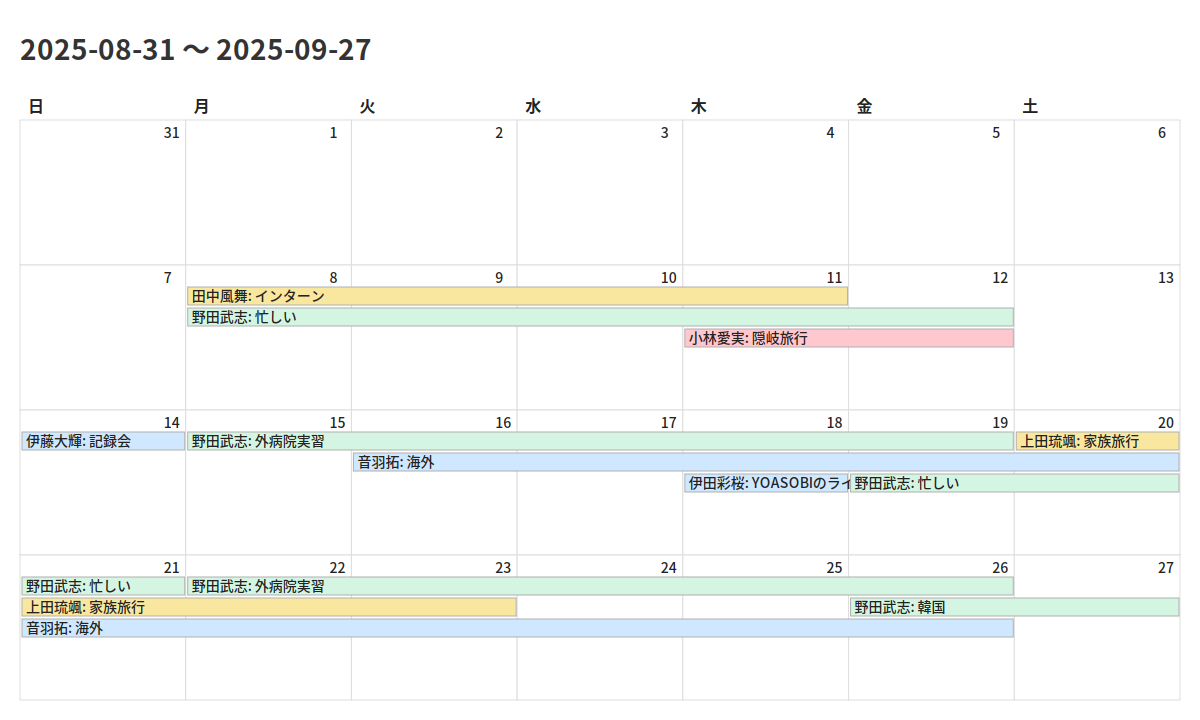 2025-08-31 〜 2025-09-27
日 月 火 水 木 金 土
31 1 2 3 4 5 6
7 8 9 10 11 12 13
田中風舞: インターン
野田武志: 忙しい
小林愛実: 隠岐旅行
14 15 16 17 18 19 20
伊藤大輝: 記録会 野田武志: 外病院実習 上田琉颯: 家族旅行
音羽拓: 海外
伊田彩桜: YOASOBIのライ 野田武志: 忙しい
21 22 23 24 25 26 27
野田武志: 忙しい 野田武志: 外病院実習
上田琉颯: 家族旅行 野田武志: 韓国
音羽拓: 海外